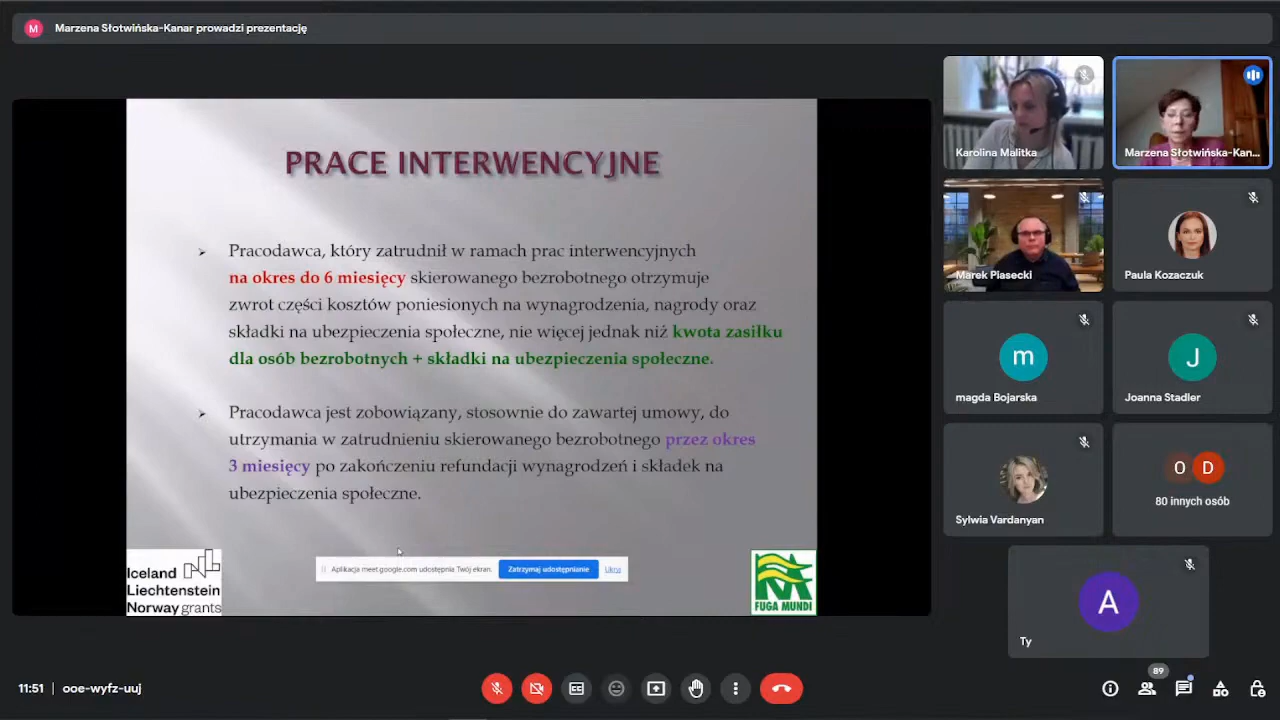 M
Marzena Słotwińska-Kanar prowadzi prezentację
PRACE INTERWENCYJNE
Pracodawca, który zatrudnił w ramach prac interwencyjnych
na okres do 6 miesięcy skierowanego bezrobotnego otrzymuje
zwrot części kosztów poniesionych na wynagrodzenia, nagrody oraz
składki na ubezpieczenia społeczne, nie więcej jednak niż kwota zasiłku
dla osób bezrobotnych + składki na ubezpieczenia społeczne.
Pracodawca jest zobowiązany, stosownie do zawartej umowy, do
utrzymania w zatrudnieniu skierowanego bezrobotnego przez okres
3 miesięcy po zakończeniu refundacji wynagrodzeń i składek na
ubezpieczenia społeczne.
Iceland
Liechtenstein
Norway grants
Aplikacja meet.google.com udostępnia Twój ekran.
Zatrzymaj udostępnianie
Ukryj
FUGA MUNDI
Karolina Malitka
Marzena Słotwińska-Kan...
Marek Piasecki
Paula Kozaczuk
m
magda Bojarska
J
Joanna Stadler
Sylwia Vardanyan
O D
80 innych osób
A
Ty
11:51 | ooe-wyfz-uuj
89